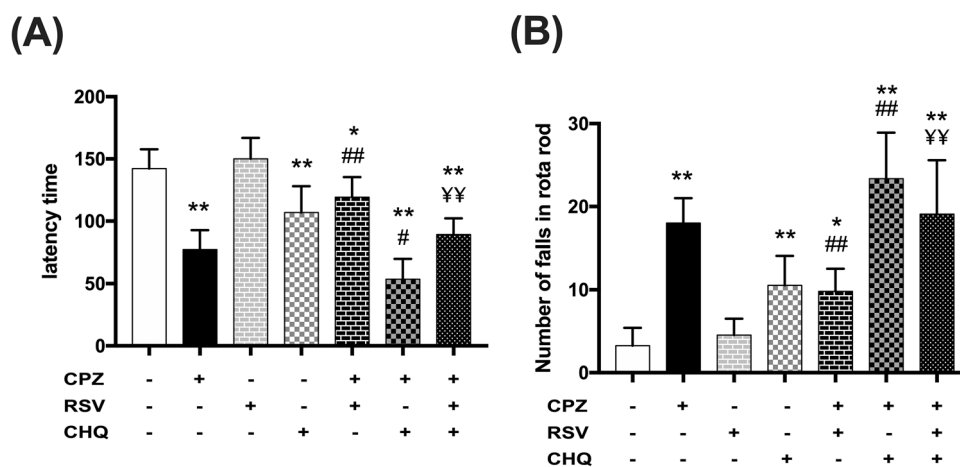 (A)
(B)
latency time
200
150
100
50
0
**
**
*
##
**
#
**
¥¥
CPZ - + - - + + +
RSV - - + - + - +
CHQ - - - + - + +
Number of falls in rota rod
30
20
10
0
**
**
*
##
**
##
**
¥¥
CPZ - + - - + + +
RSV - - + - + - +
CHQ - - - + - + +